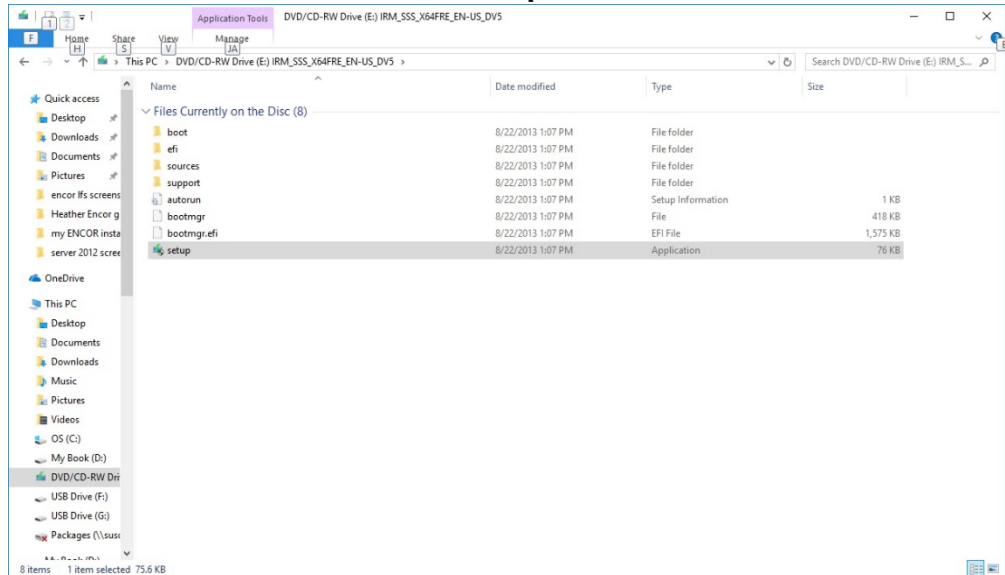 Application Tools DVD/CD-RW Drive (E:) IRM_SSS_X64FRE_EN-US_DV5
1 2
F Home Share View Manage
H S V JA
This PC > DVD/CD-RW Drive (E:) IRM_SSS_X64FRE_EN-US_DV5 > Search DVD/CD-RW Drive (E:) IRM_S...
Name Date modified Type Size
Quick access
Files Currently on the Disc (8)
Desktop
boot 8/22/2013 1:07 PM File folder
Downloads
efi 8/22/2013 1:07 PM File folder
Documents
sources 8/22/2013 1:07 PM File folder
Pictures
support 8/22/2013 1:07 PM File folder
encor lfs screens
autorun 8/22/2013 1:07 PM Setup Information 1 KB
Heather Encor g
bootmgr 8/22/2013 1:07 PM File 418 KB
my ENCOR insta
bootmgr.efi 8/22/2013 1:07 PM EFI File 1,575 KB
server 2012 scree
setup 8/22/2013 1:07 PM Application 76 KB
OneDrive
This PC
Desktop
Documents
Downloads
Music
Pictures
Videos
OS (C:)
My Book (D:)
DVD/CD-RW Dri
USB Drive (F:)
USB Drive (G:)
Packages (\\susc
8 items 1 item selected 75.6 KB